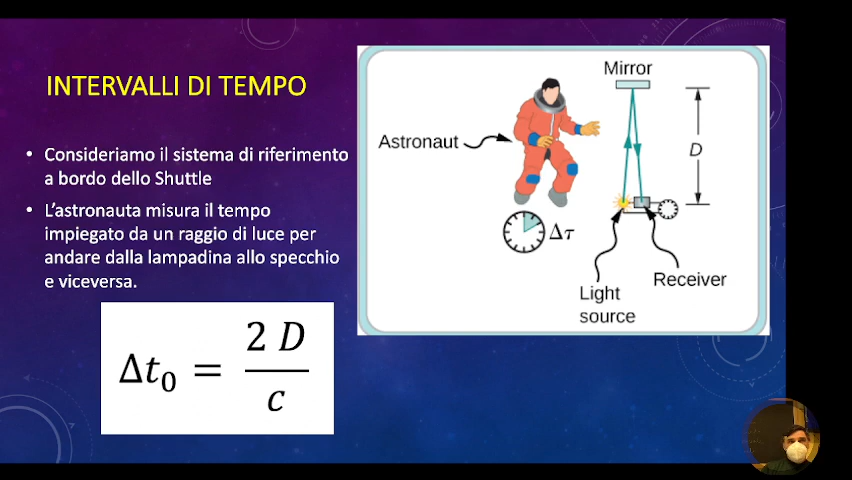 INTERVALLI DI TEMPO
• Consideriamo il sistema di riferimento
a bordo dello Shuttle
• L’astronauta misura il tempo
impiegato da un raggio di luce per
andare dalla lampadina allo specchio
e viceversa.
Δt₀ = 2 D / c
Mirror
Astronaut
D
Δτ
Receiver
Light
source